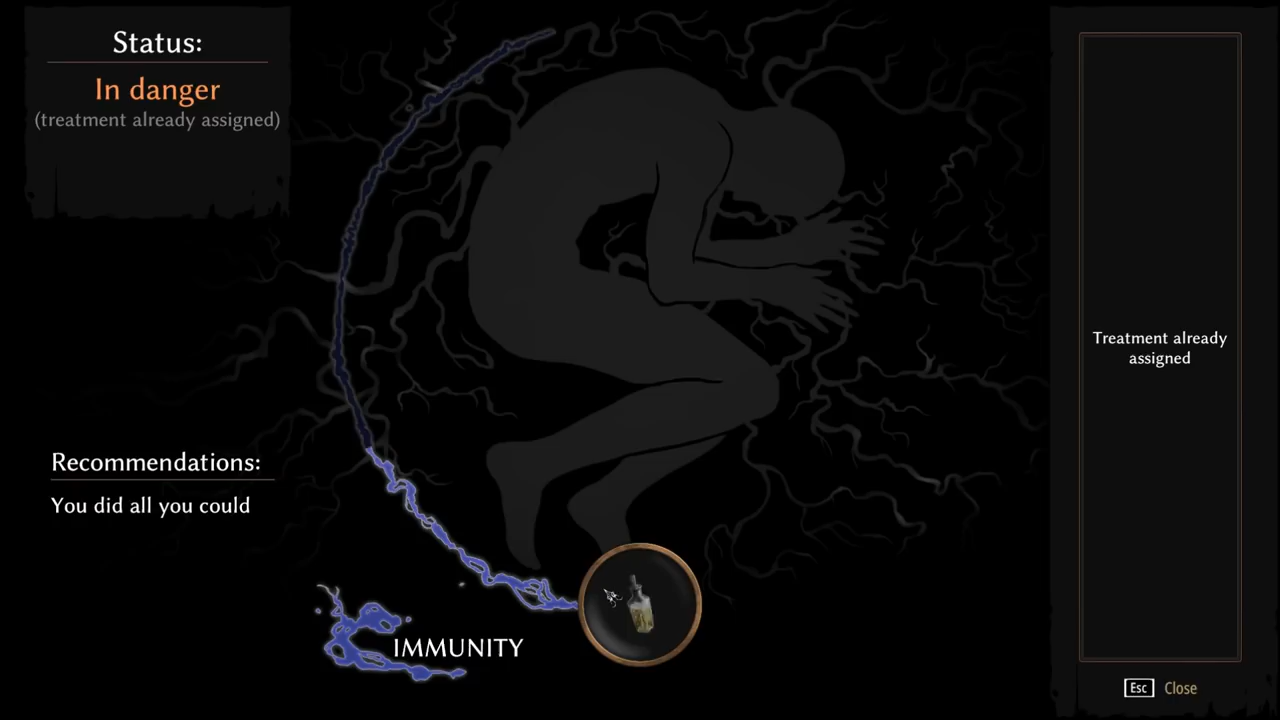 Status:
In danger
(treatment already assigned)
Recommendations:
You did all you could
IMMUNITY
Treatment already
assigned
Esc Close